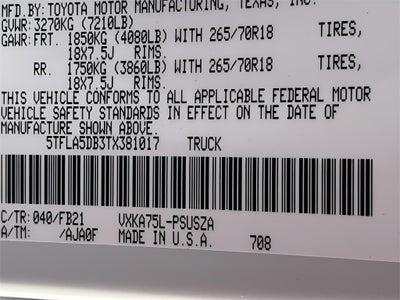 MFD. BY: TOYOTA MOTOR MANUFACTURING, TEXAS, INC.
GVWR: 3270KG (7210LB)
GAWR: FRT. 1850KG (4080LB) WITH 265/70R18 TIRES,
18X7.5J RIMS.
RR. 1750KG (3860LB) WITH 265/70R18 TIRES,
18X7.5J RIMS.
THIS VEHICLE CONFORMS TO ALL APPLICABLE FEDERAL MOTOR
VEHICLE SAFETY STANDARDS IN EFFECT ON THE DATE OF
MANUFACTURE SHOWN ABOVE.
5TFLA5DB3TX381017 TRUCK
C/TR: 040/FB21 VXKA75L-PSUSZA
A/TM: /AJA0F MADE IN U.S.A. 708